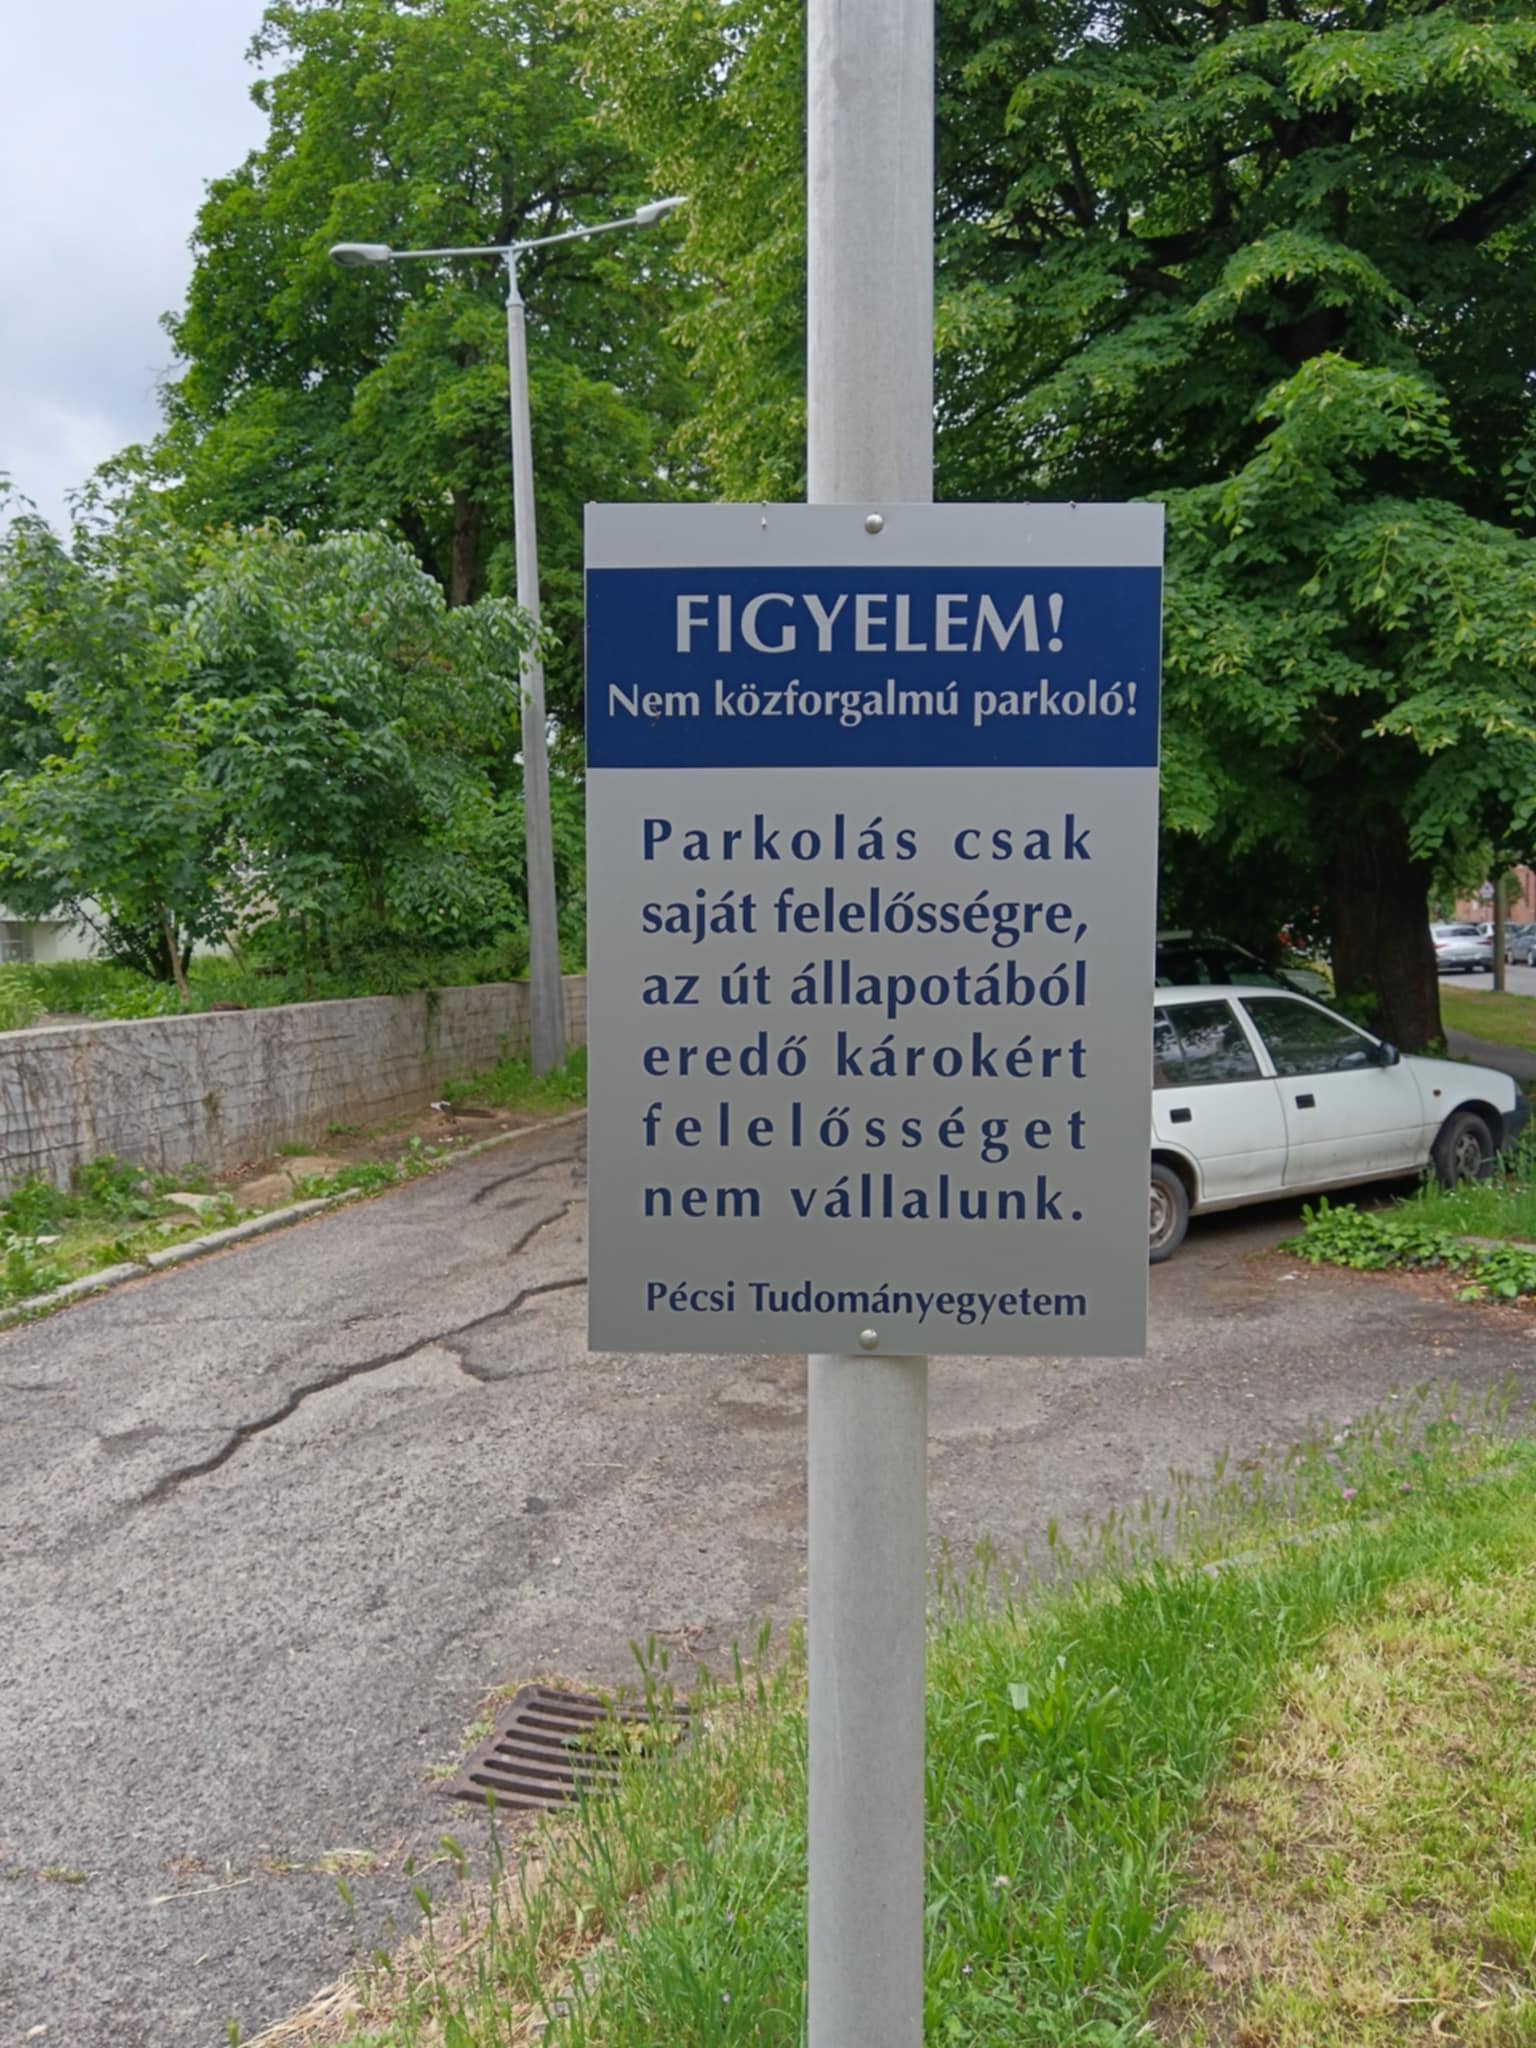 FIGYELEM!
Nem közforgalmú parkoló!
Parkolás csak
saját felelősségre,
az út állapotából
eredő károkért
felelősséget
nem vállalunk.
Pécsi Tudományegyetem